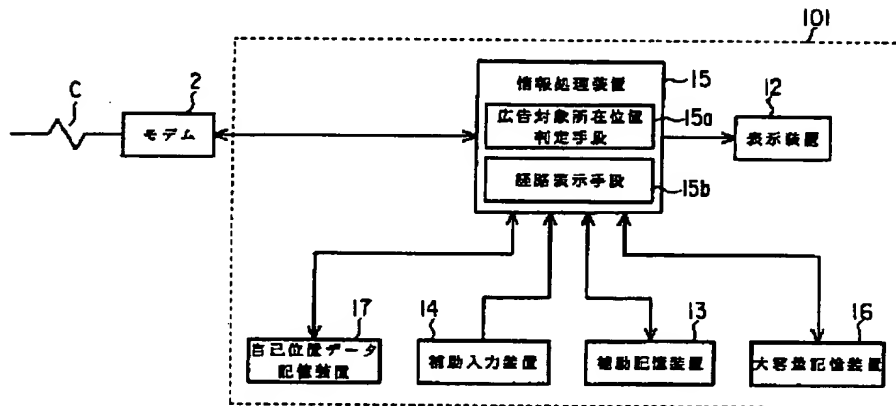 101
C
2
モデム
情報処理装置
15
広告対象所在位置
判定手段
15a
経路表示手段
15b
12
表示装置
17
自己位置データ
記憶装置
14
補助入力装置
13
補助記憶装置
16
大容量記憶装置